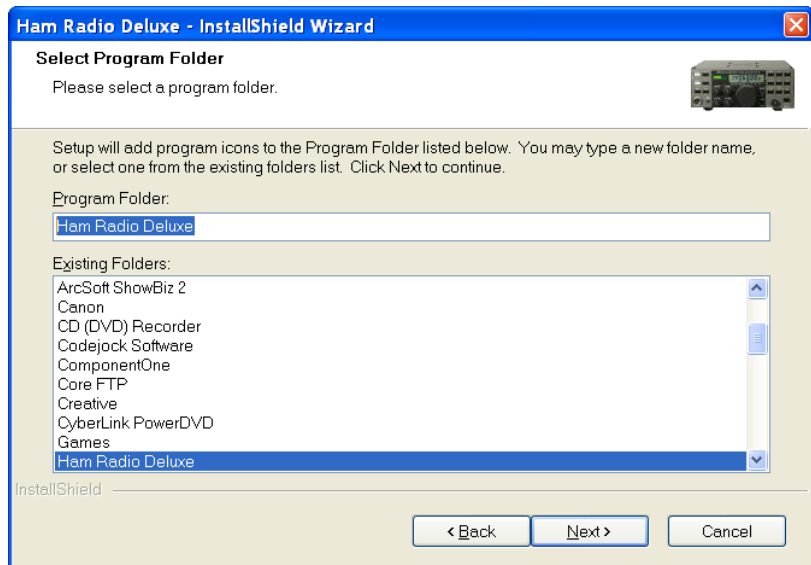 Ham Radio Deluxe - InstallShield Wizard
Select Program Folder
Please select a program folder.
Setup will add program icons to the Program Folder listed below. You may type a new folder name,
or select one from the existing folders list. Click Next to continue.
Program Folder:
Ham Radio Deluxe
Existing Folders:
ArcSoft ShowBiz 2
Canon
CD (DVD) Recorder
Codejock Software
ComponentOne
Core FTP
Creative
CyberLink PowerDVD
Games
Ham Radio Deluxe
InstallShield
< Back
Next >
Cancel